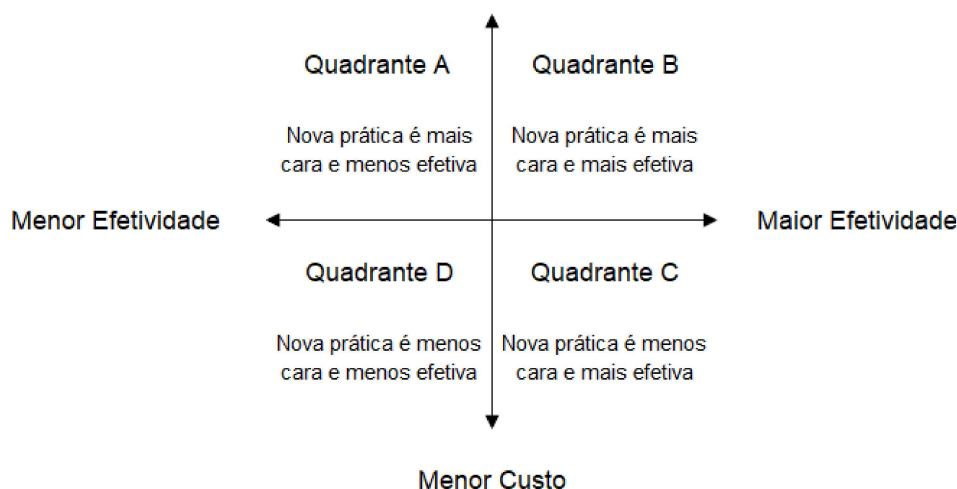 Quadrante A
Quadrante B
Nova prática é mais
cara e menos efetiva
Nova prática é mais
cara e mais efetiva
Menor Efetividade
Maior Efetividade
Quadrante D
Quadrante C
Nova prática é menos
cara e menos efetiva
Nova prática é menos
cara e mais efetiva
Menor Custo